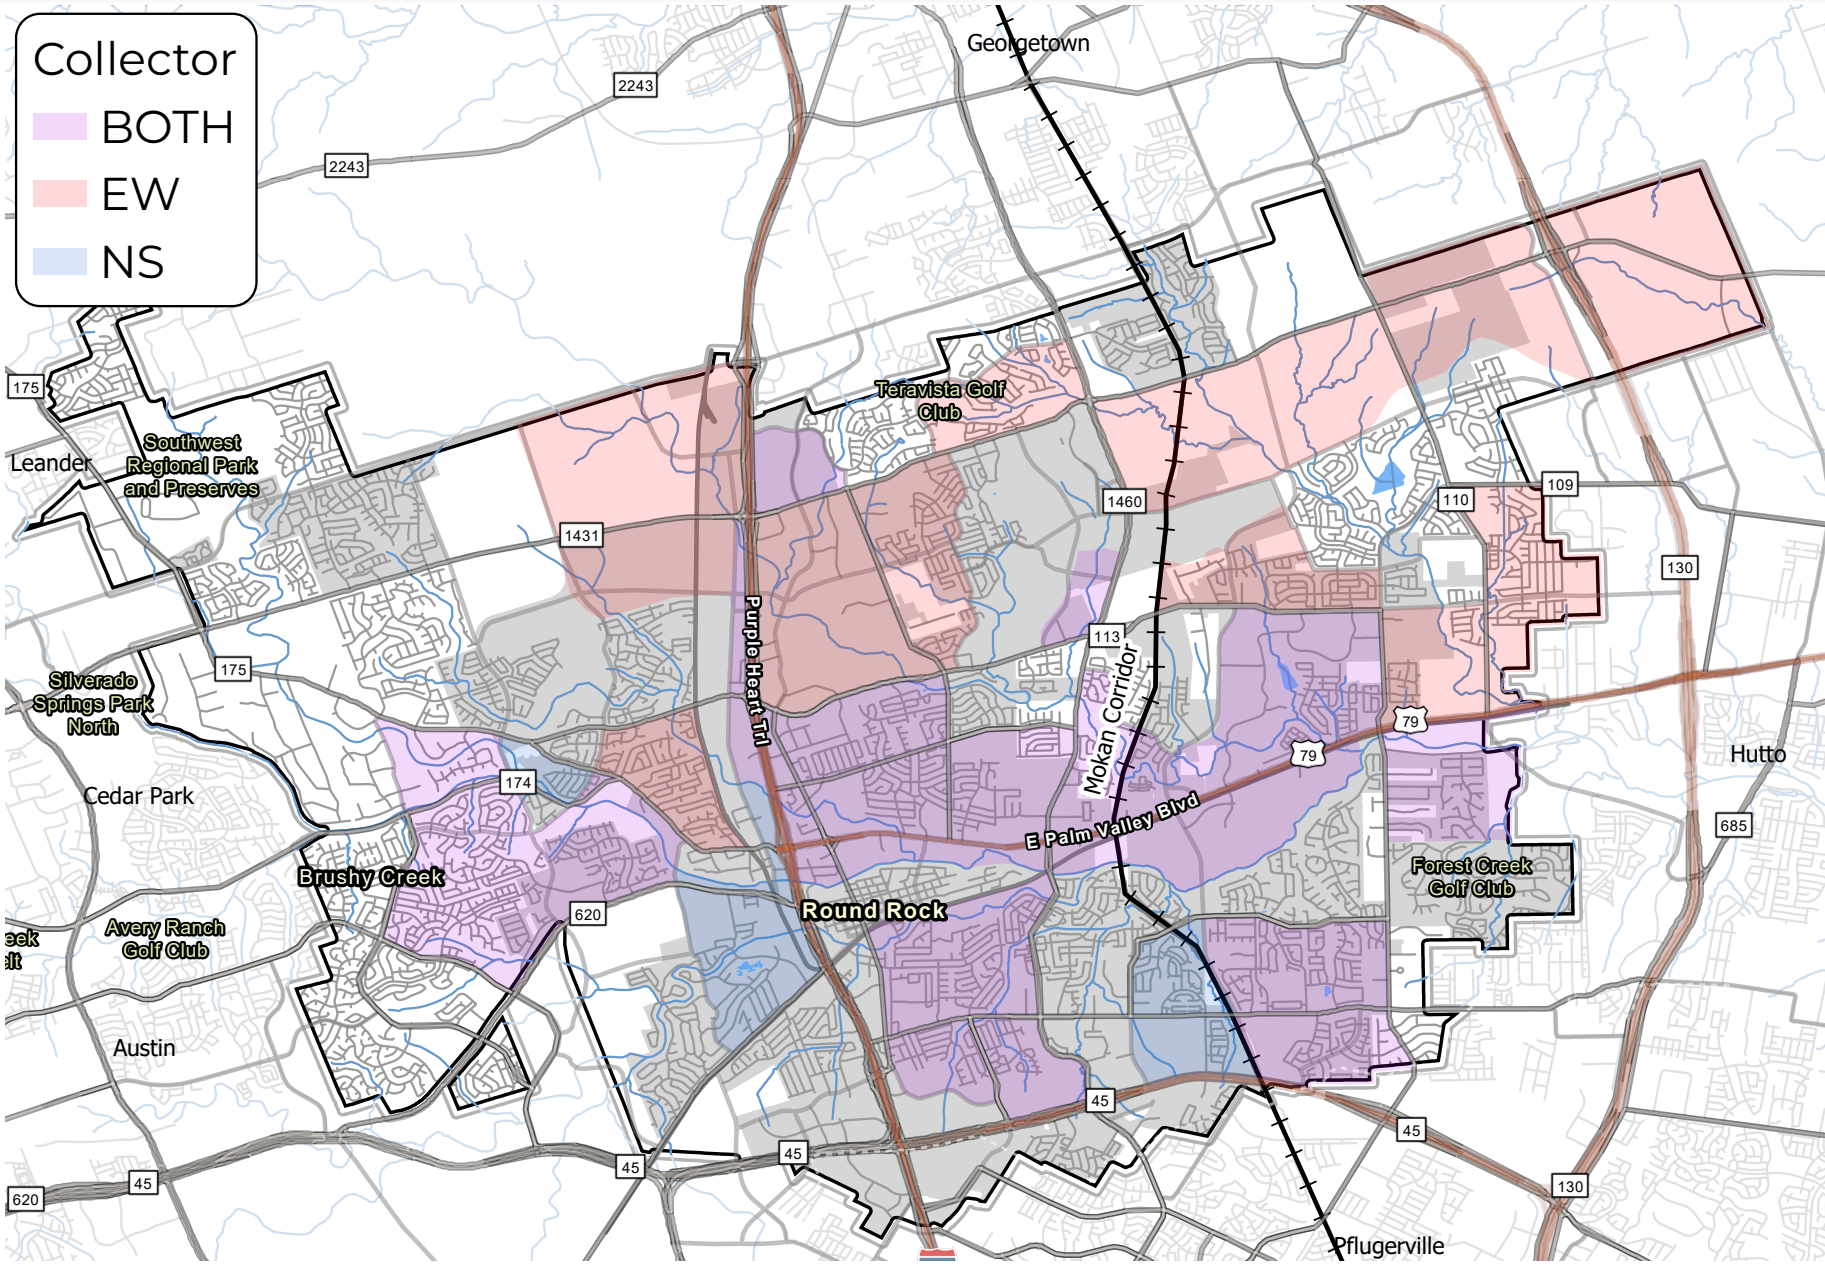 Collector
BOTH
EW
NS
Georgetown
2243
2243
175
Leander
Southwest
Regional Park
and Preserves
Teravista Golf
Club
1431
1460
110
109
130
Purple Heart Trl
113
Mokan Corridor
175
Silverado
Springs Park
North
79
79
Hutto
Cedar Park
174
E Palm Valley Blvd
685
Brushy Creek
Forest Creek
Golf Club
620
Round Rock
Avery Ranch
Golf Club
eek
elt
Austin
45
45
45
45
45
620
130
Pflugerville